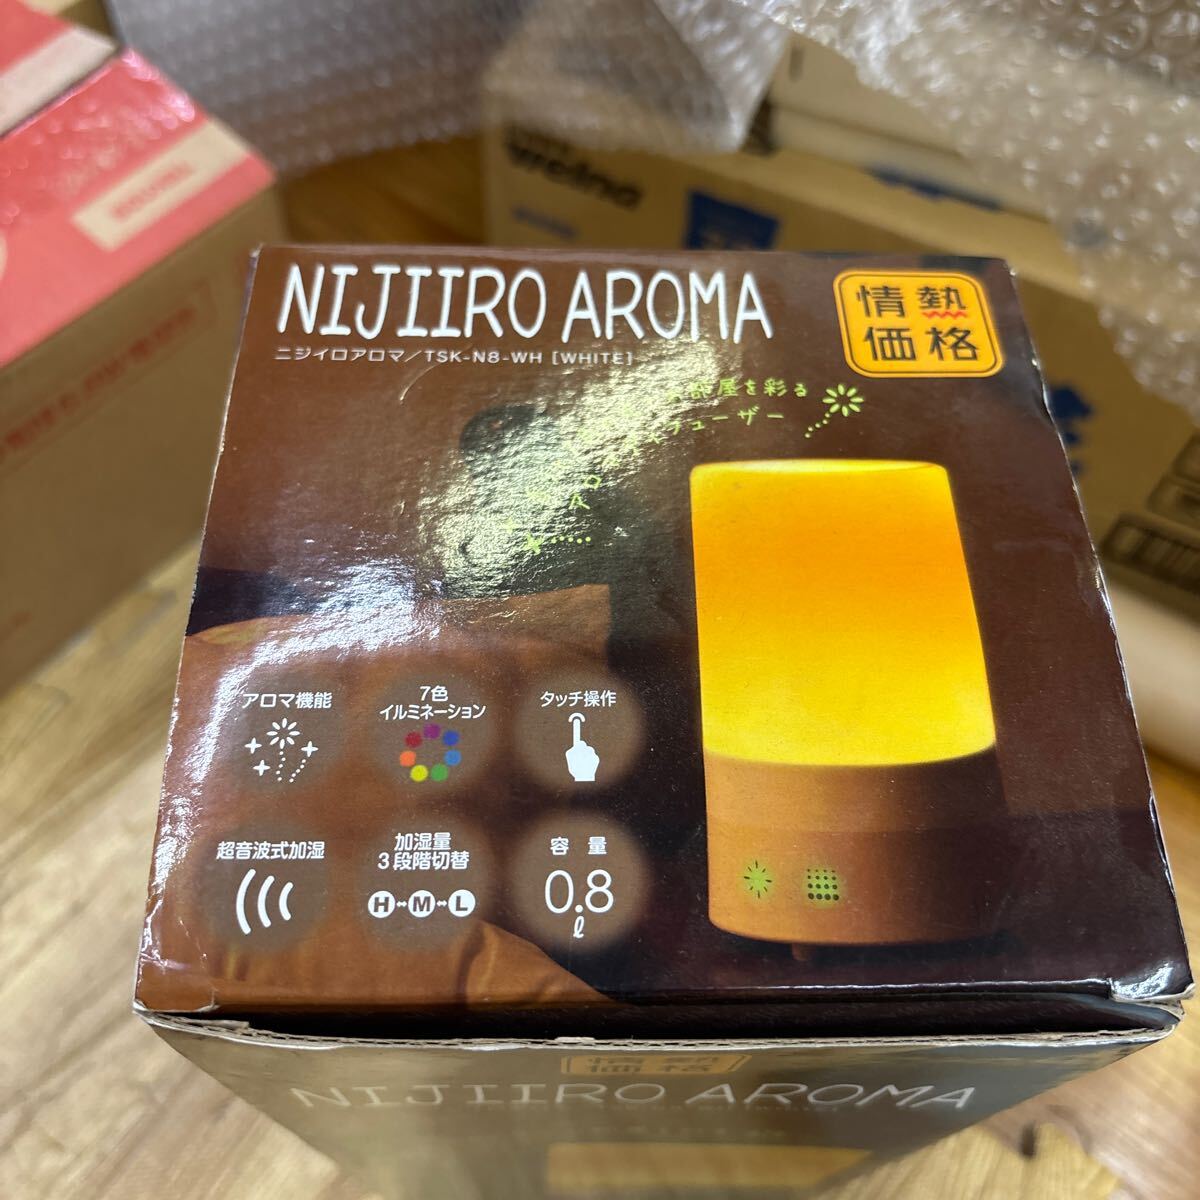 NIJIIRO AROMA
ニジイロアロマ/TSK-N8-WH [WHITE]
情熱
価格
部屋を彩る
アロマ機能
7色
イルミネーション
タッチ操作
超音波式加湿
加湿量
3段階切替
H↔M↔L
容量
0.8
ℓ
情熱
価格
NIJIIRO AROMA